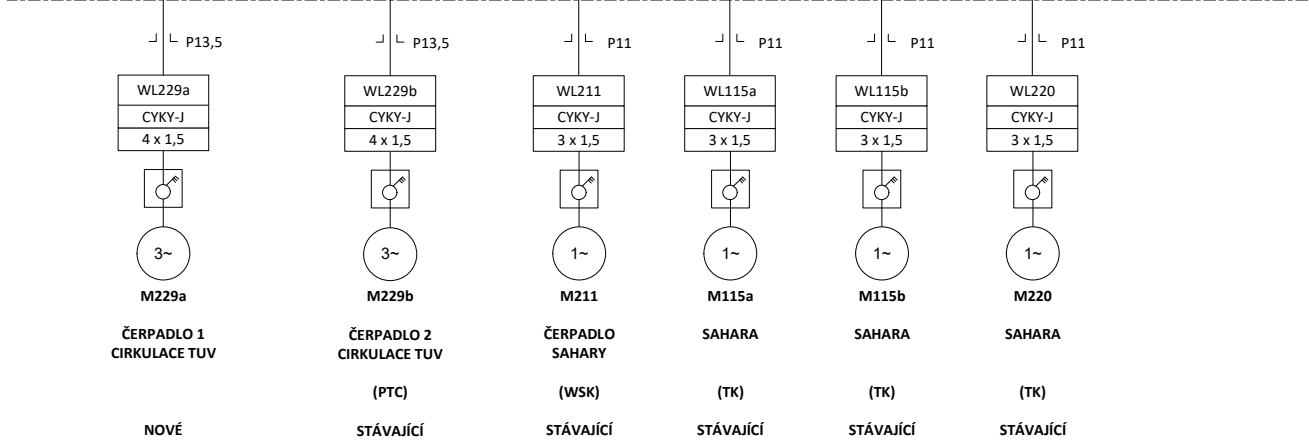 P13,5 P13,5 P11 P11 P11 P11
WL229a WL229b WL211 WL115a WL115b WL220
CYKY-J CYKY-J CYKY-J CYKY-J CYKY-J CYKY-J
4 x 1,5 4 x 1,5 3 x 1,5 3 x 1,5 3 x 1,5 3 x 1,5
3~ 3~ 1~ 1~ 1~ 1~
M229a M229b M211 M115a M115b M220
ČERPADLO 1 ČERPADLO 2 ČERPADLO SAHARA SAHARA SAHARA
CIRKULACE TUV CIRKULACE TUV SAHARY
(PTC) (WSK) (TK) (TK) (TK)
NOVÉ STÁVAJÍCÍ STÁVAJÍCÍ STÁVAJÍCÍ STÁVAJÍCÍ STÁVAJÍCÍ